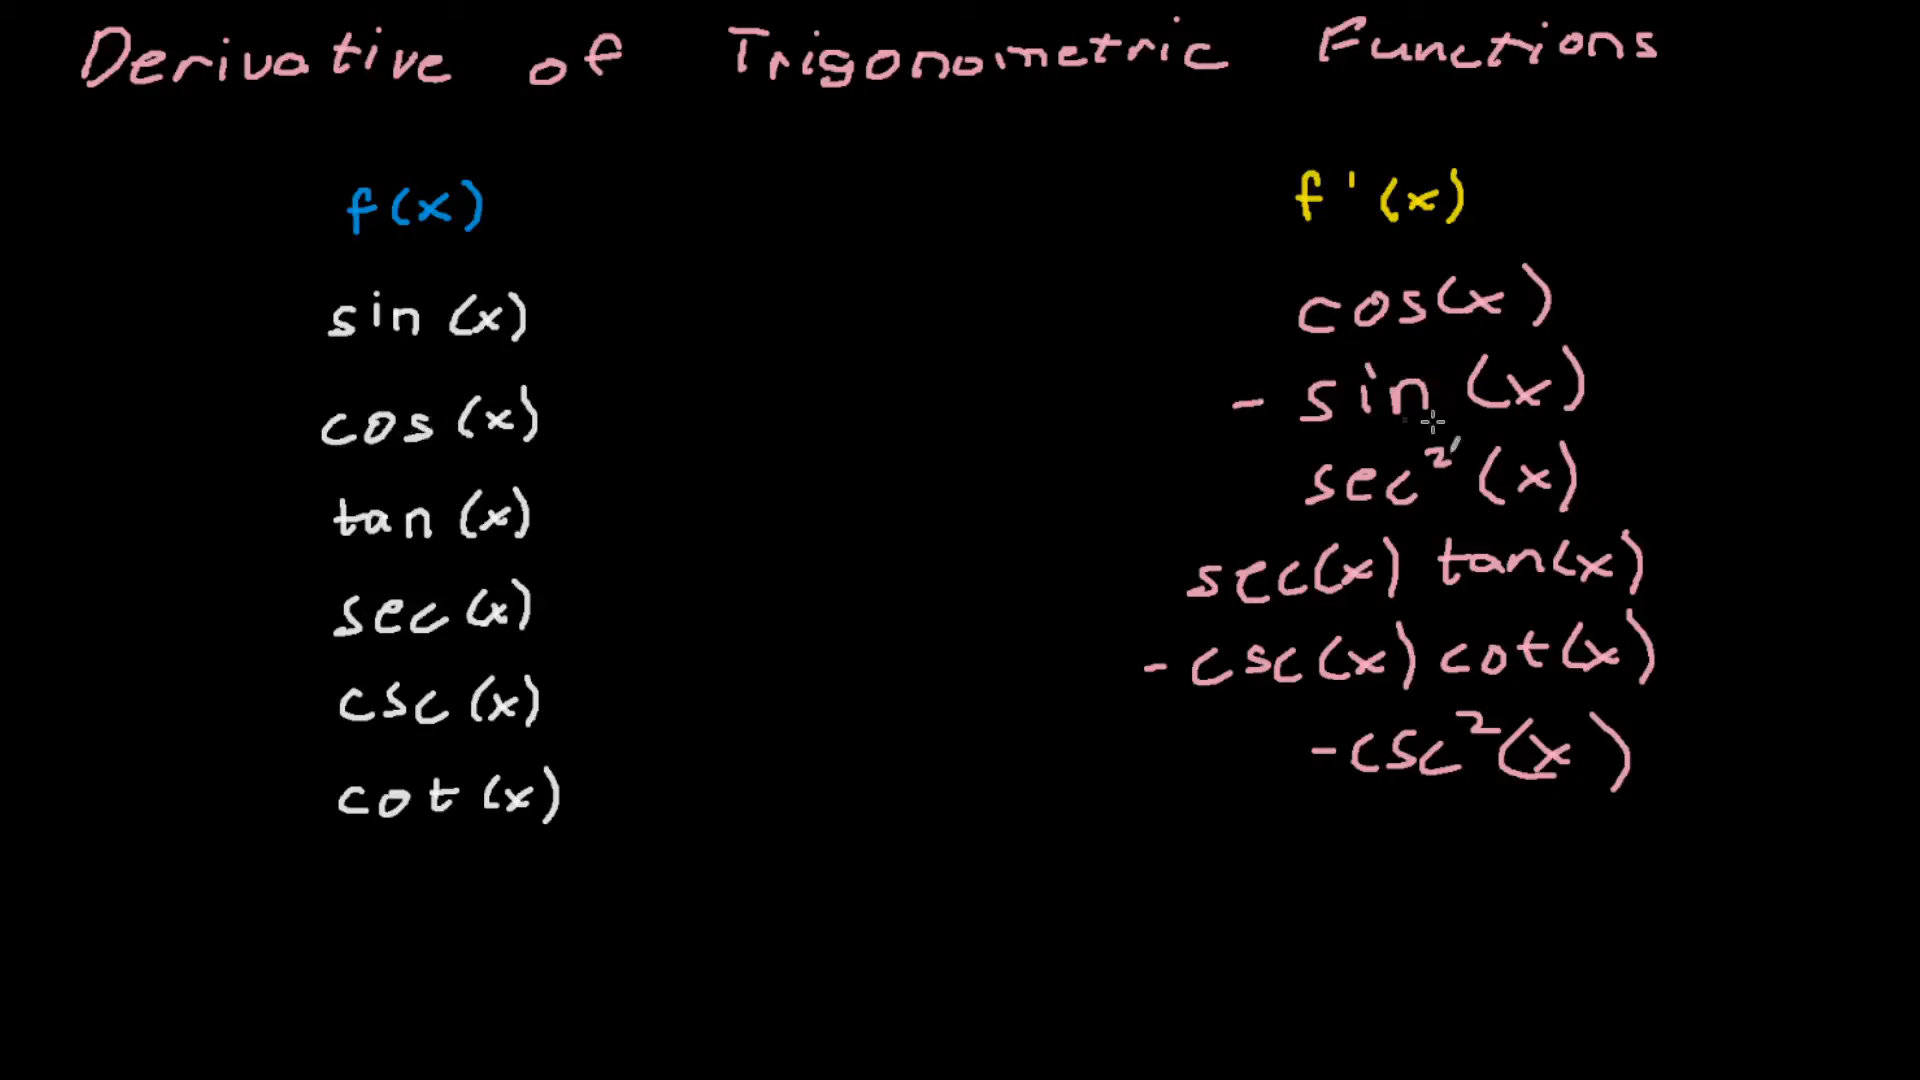 Derivative of Trigonometric Functions
f(x) f'(x)
sin(x) cos(x)
cos(x) - sin(x)
tan(x) sec²(x)
sec(x) sec(x) tan(x)
csc(x) - csc(x) cot(x)
cot(x) - csc²(x)